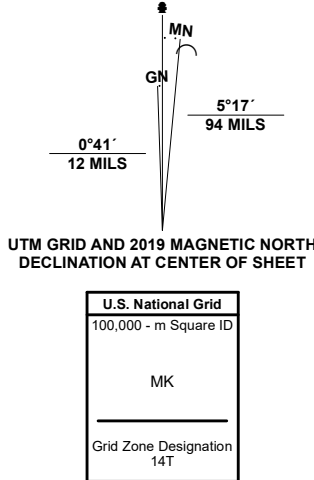 MN
GN
5°17´
94 MILS
0°41´
12 MILS
UTM GRID AND 2019 MAGNETIC NORTH
DECLINATION AT CENTER OF SHEET
U.S. National Grid
100,000 - m Square ID
MK
Grid Zone Designation
14T